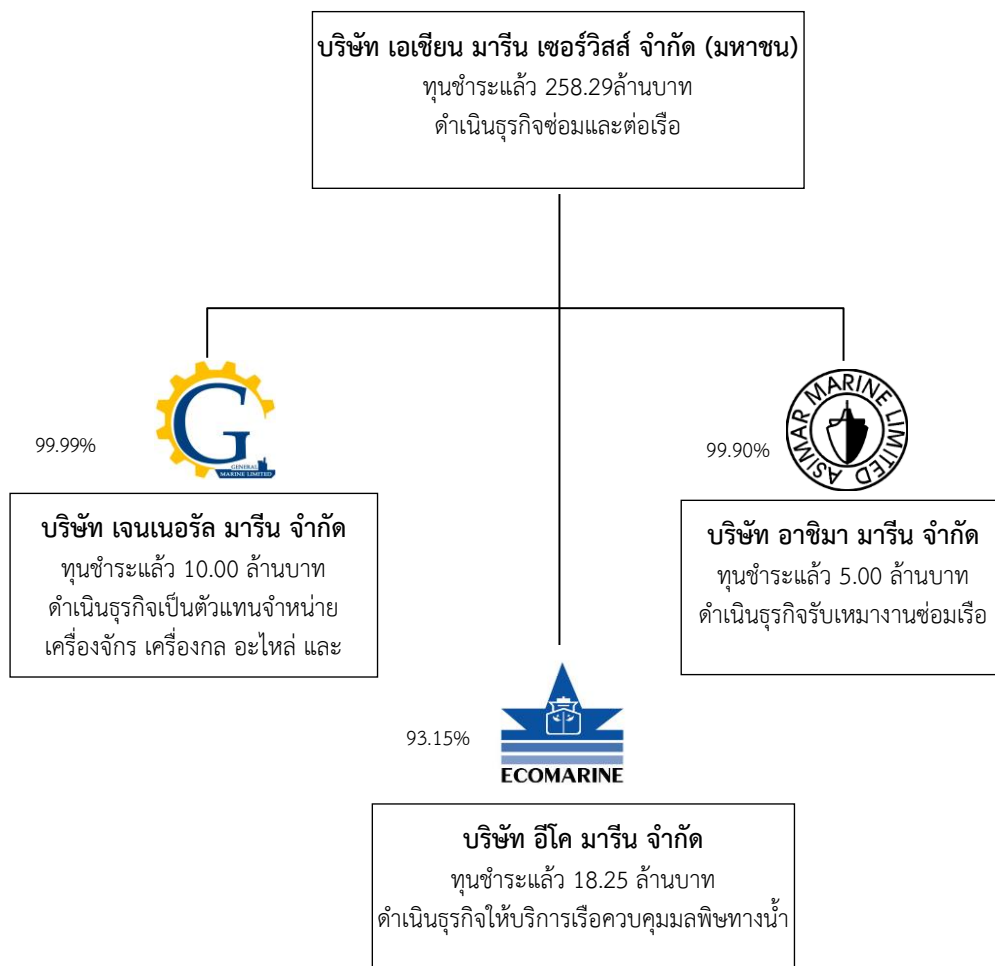 บริษัท เอเชียน มารีน เซอร์วิสส์ จำกัด (มหาชน)
ทุนชำระแล้ว 258.29ล้านบาท
ดำเนินธุรกิจซ่อมและต่อเรือ
99.99%
G
GENERAL
MARINE LIMITED
บริษัท เจนเนอรัล มารีน จำกัด
ทุนชำระแล้ว 10.00 ล้านบาท
ดำเนินธุรกิจเป็นตัวแทนจำหน่าย
เครื่องจักร เครื่องกล อะไหล่ และ
99.90%
ASIMAR MARINE LIMITED
บริษัท อาชิมา มารีน จำกัด
ทุนชำระแล้ว 5.00 ล้านบาท
ดำเนินธุรกิจรับเหมางานซ่อมเรือ
93.15%
ECOMARINE
บริษัท อีโค มารีน จำกัด
ทุนชำระแล้ว 18.25 ล้านบาท
ดำเนินธุรกิจให้บริการเรือควบคุมมลพิษทางน้ำ